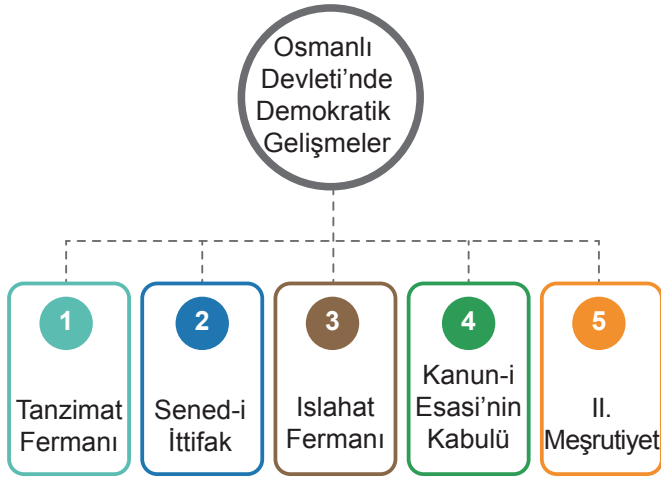 Osmanlı
Devleti’nde
Demokratik
Gelişmeler
1
Tanzimat
Fermanı
2
Sened-i
İttifak
3
Islahat
Fermanı
4
Kanun-i
Esasi’nin
Kabulü
5
II.
Meşrutiyet